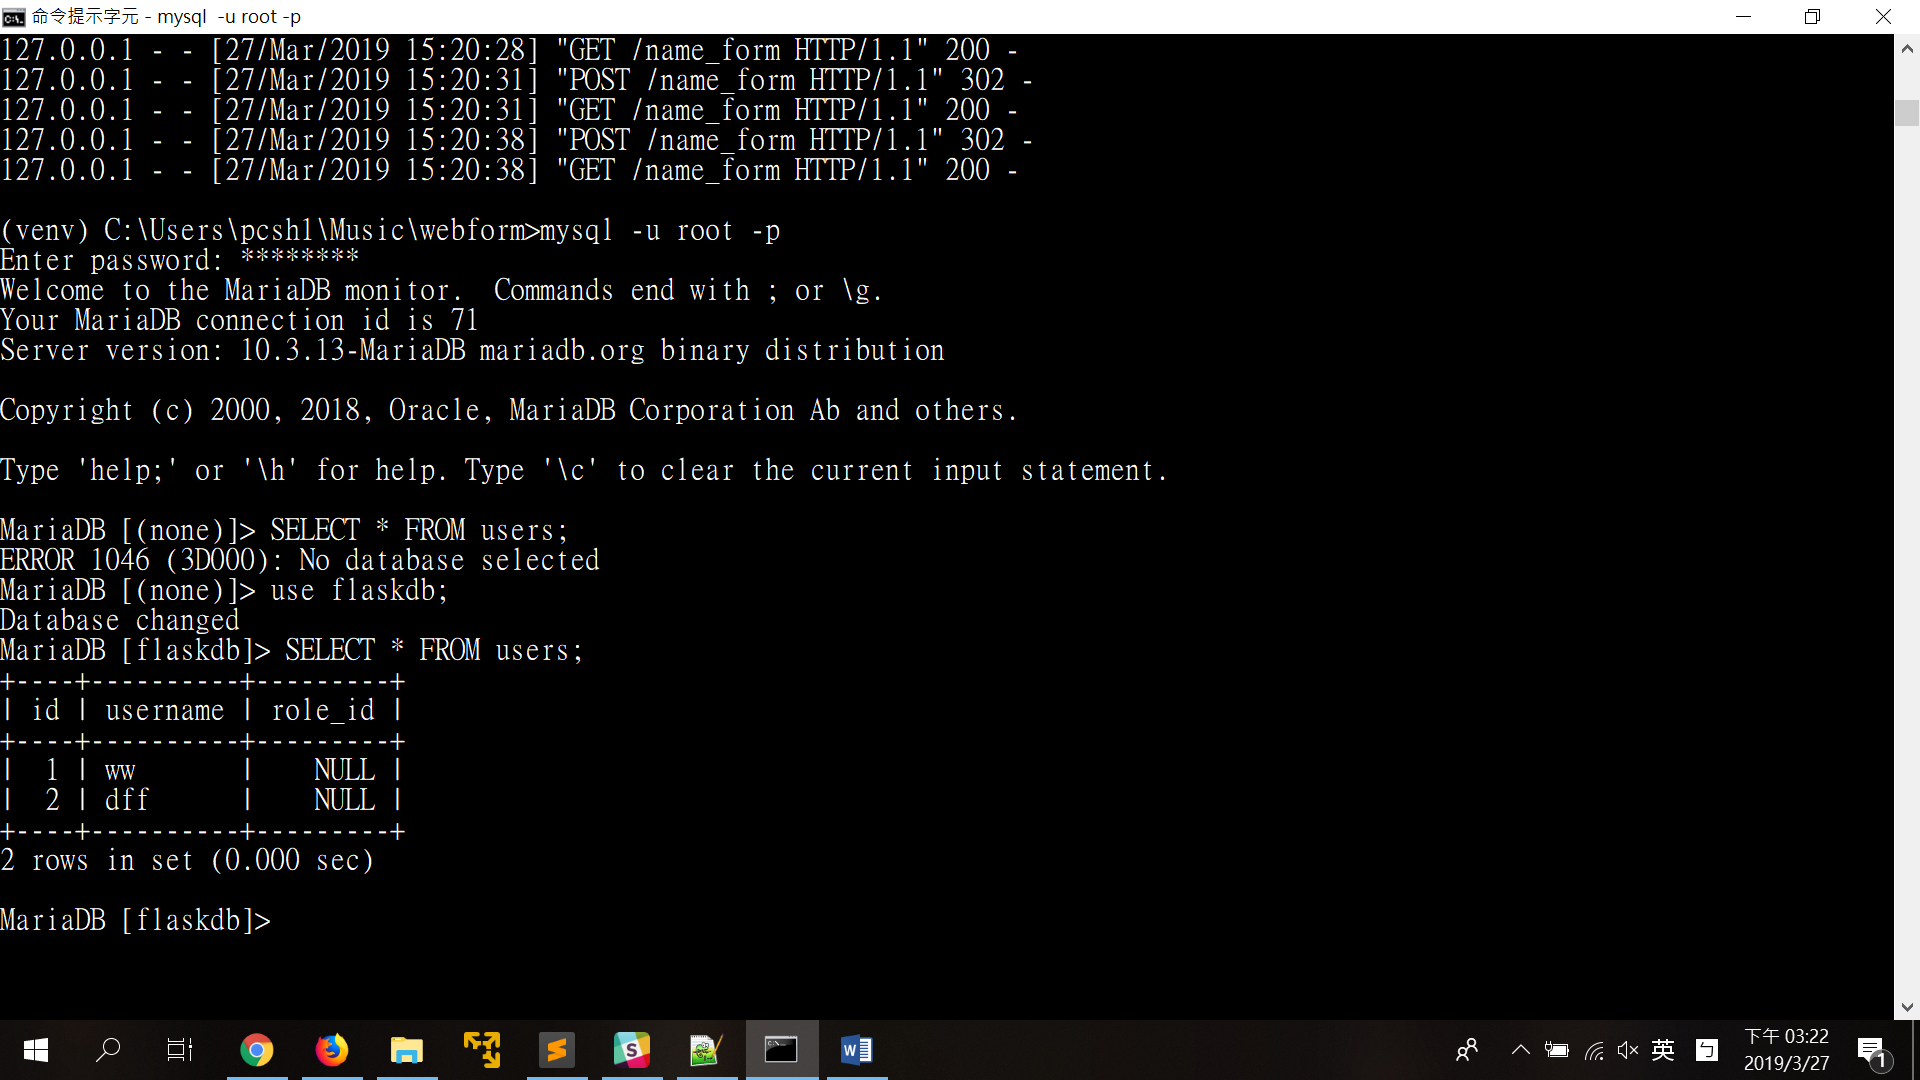 命令提示字元 - mysql  -u root -p
127.0.0.1 - - [27/Mar/2019 15:20:28] "GET /name_form HTTP/1.1" 200 -
127.0.0.1 - - [27/Mar/2019 15:20:31] "POST /name_form HTTP/1.1" 302 -
127.0.0.1 - - [27/Mar/2019 15:20:31] "GET /name_form HTTP/1.1" 200 -
127.0.0.1 - - [27/Mar/2019 15:20:38] "POST /name_form HTTP/1.1" 302 -
127.0.0.1 - - [27/Mar/2019 15:20:38] "GET /name_form HTTP/1.1" 200 -
(venv) C:\Users\pcsh1\Music\webform>mysql -u root -p
Enter password: ********
Welcome to the MariaDB monitor.  Commands end with ; or \g.
Your MariaDB connection id is 71
Server version: 10.3.13-MariaDB mariadb.org binary distribution
Copyright (c) 2000, 2018, Oracle, MariaDB Corporation Ab and others.
Type 'help;' or '\h' for help. Type '\c' to clear the current input statement.
MariaDB [(none)]> SELECT * FROM users;
ERROR 1046 (3D000): No database selected
MariaDB [(none)]> use flaskdb;
Database changed
MariaDB [flaskdb]> SELECT * FROM users;
+----+----------+---------+
| id | username | role_id |
+----+----------+---------+
|  1 | ww       |    NULL |
|  2 | dff      |    NULL |
+----+----------+---------+
2 rows in set (0.000 sec)
MariaDB [flaskdb]>
英
ㄅ
下午 03:22
2019/3/27
1